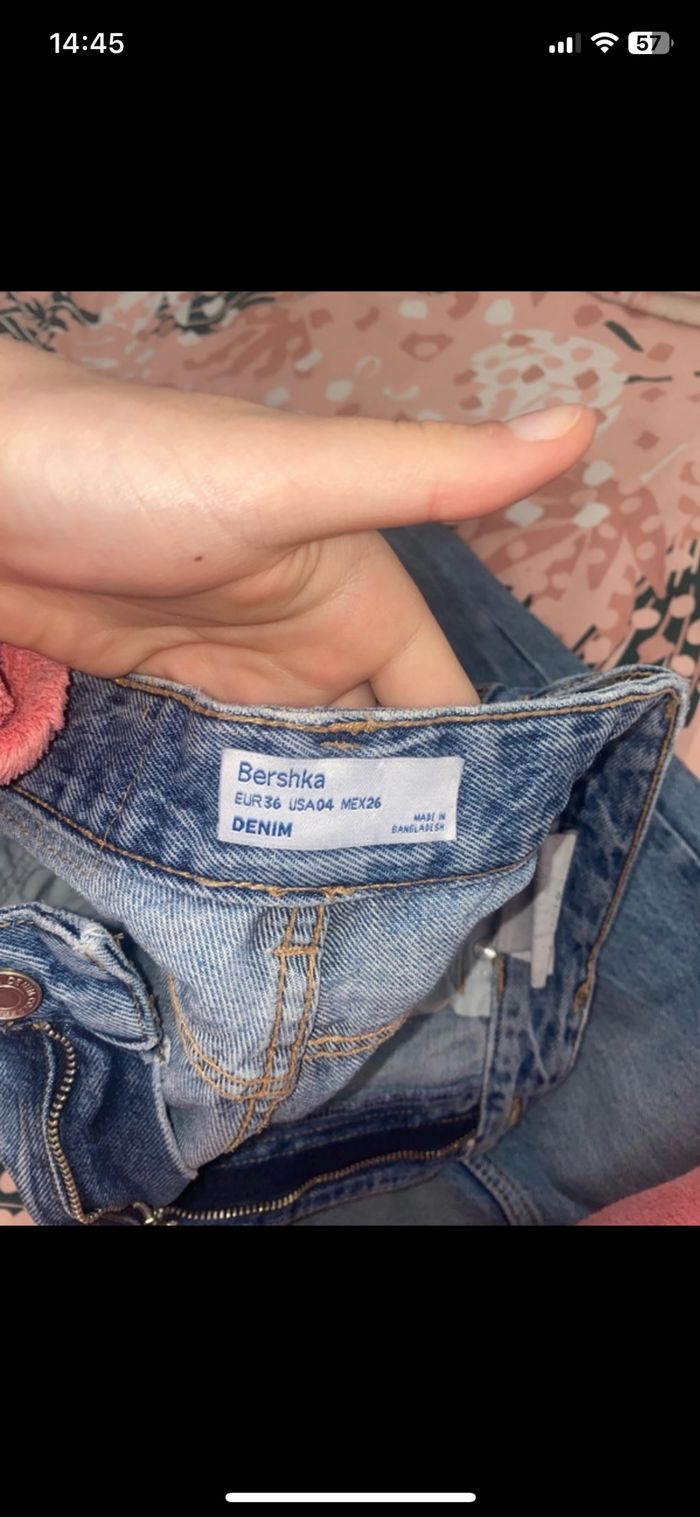 14:45
57
Bershka
EUR36 USA04 MEX26
DENIM
MADE IN
BANGLADESH